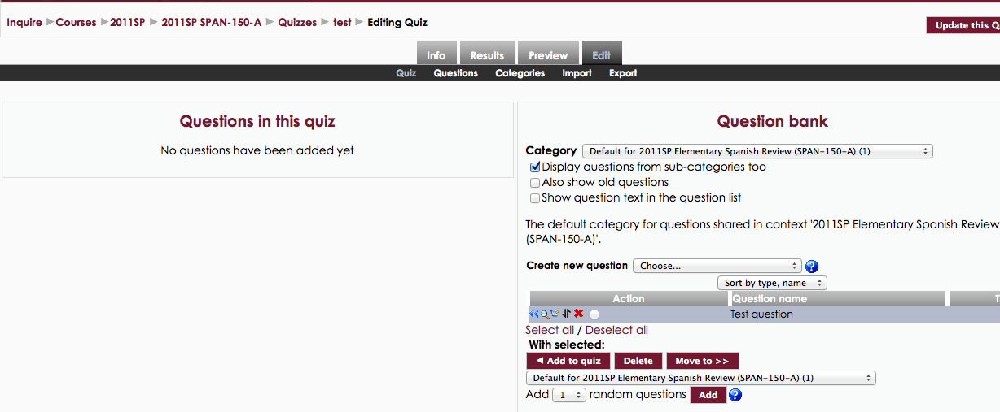 Inquire Courses 2011SP 2011SP SPAN-150-A Quizzes test Editing Quiz
Update this Q
Info Results Preview Edit
Quiz Questions Categories Import Export
Questions in this quiz
No questions have been added yet
Question bank
Category Default for 2011SP Elementary Spanish Review (SPAN-150-A) (1)
Display questions from sub-categories too
Also show old questions
Show question text in the question list
The default category for questions shared in context '2011SP Elementary Spanish Review
(SPAN-150-A)'.
Create new question Choose... ?
Sort by type, name
Action Question name T
Test question
Select all / Deselect all
With selected:
Add to quiz Delete Move to >>
Default for 2011SP Elementary Spanish Review (SPAN-150-A) (1)
Add 1 random questions Add ?